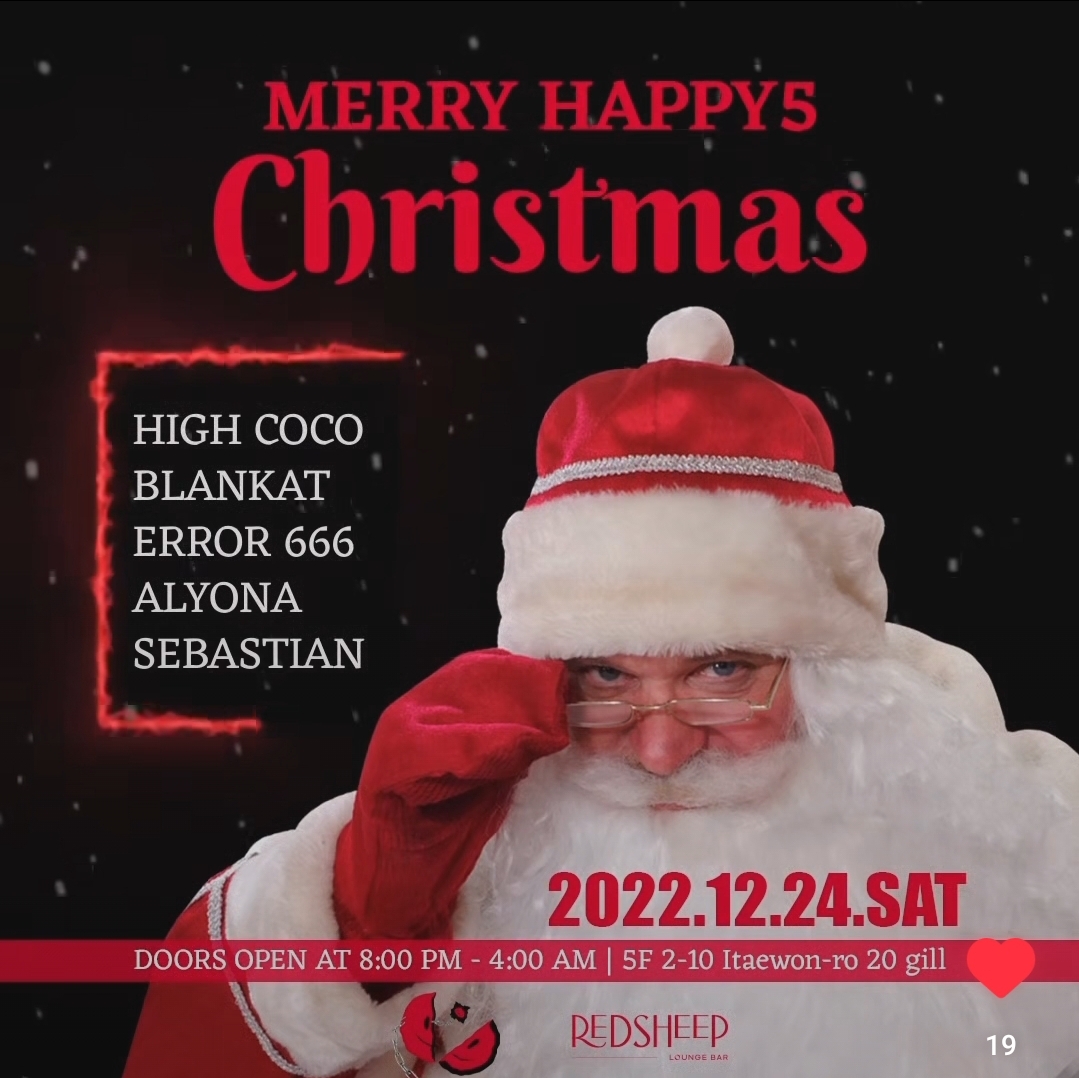 MERRY HAPPY5
Christmas
HIGH COCO
BLANKAT
ERROR 666
ALYONA
SEBASTIAN
2022.12.24.SAT
DOORS OPEN AT 8:00 PM - 4:00 AM | 5F 2-10 Itaewon-ro 20 gill
REDSHEEP
LOUNGE BAR
19